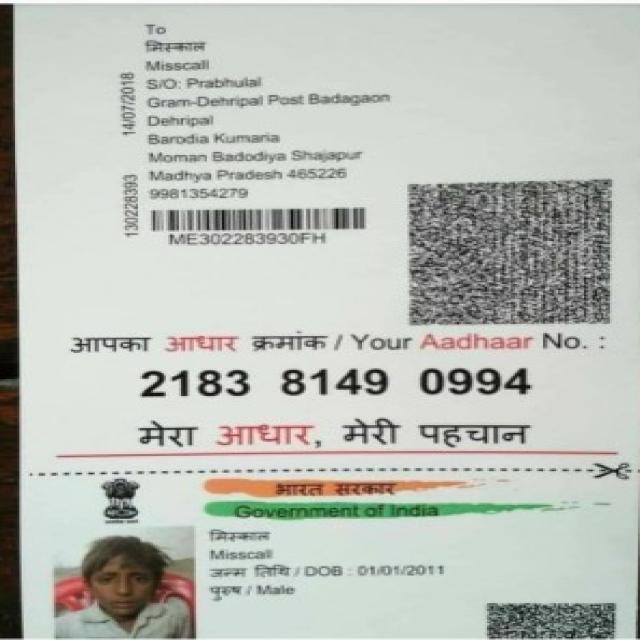 To
मिस्काल
Misscall
S/O: Prabhulal
Gram-Dehripal Post Badagaon
Dehripal
Barodia Kumaria
Moman Badodiya Shajapur
Madhya Pradesh 465226
9981354279
14/07/2018
130228393
ME302283930FH
आपका आधार क्रमांक / Your Aadhaar No. :
2183 8149 0994
मेरा आधार, मेरी पहचान
भारत सरकार
Government of India
मिस्काल
Misscall
जन्म तिथि / DOB : 01/01/2011
पुरुष / Male